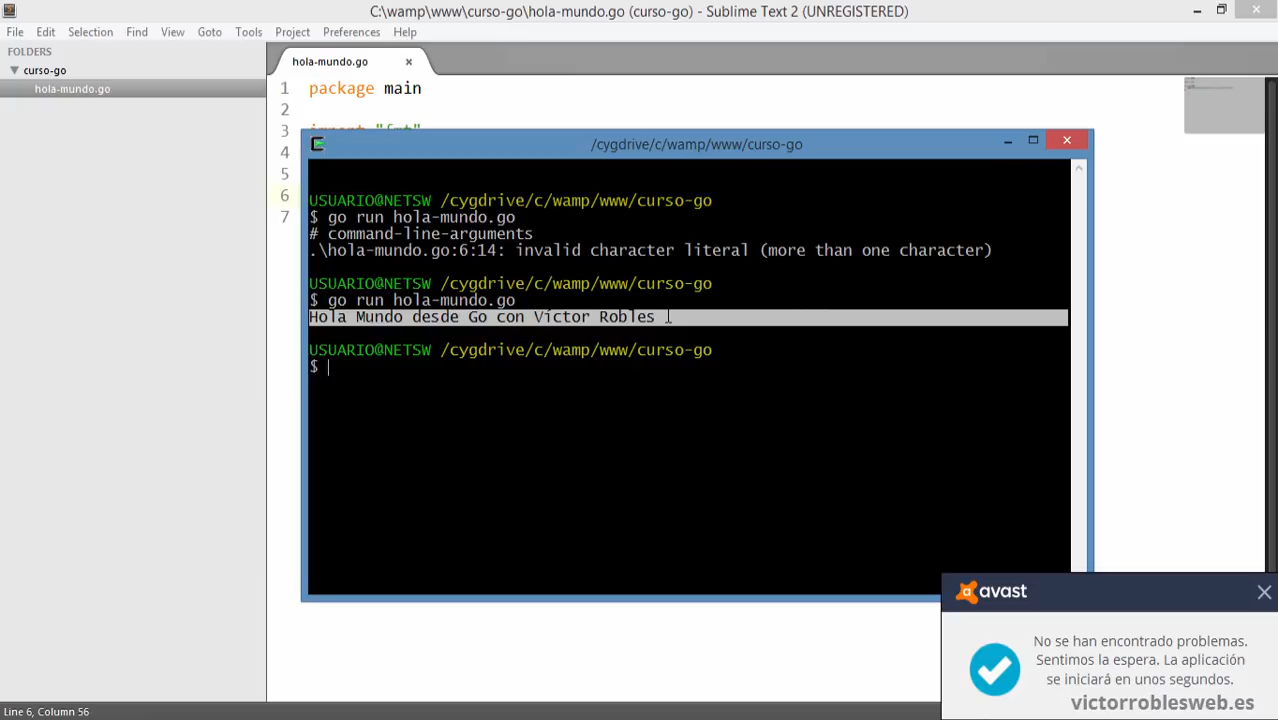 C:\wamp\www\curso-go\hola-mundo.go (curso-go) - Sublime Text 2 (UNREGISTERED)
File Edit Selection Find View Goto Tools Project Preferences Help
FOLDERS
curso-go
hola-mundo.go
hola-mundo.go
1 package main
2
3 import "fmt"
4
5
6
7
/cygdrive/c/wamp/www/curso-go
USUARIO@NETSW /cygdrive/c/wamp/www/curso-go
$ go run hola-mundo.go
# command-line-arguments
.\hola-mundo.go:6:14: invalid character literal (more than one character)
USUARIO@NETSW /cygdrive/c/wamp/www/curso-go
$ go run hola-mundo.go
Hola Mundo desde Go con Víctor Robles
USUARIO@NETSW /cygdrive/c/wamp/www/curso-go
$
avast
No se han encontrado problemas.
Sentimos la espera. La aplicación
se iniciará en unos segundos.
victorroblesweb.es
Line 6, Column 56